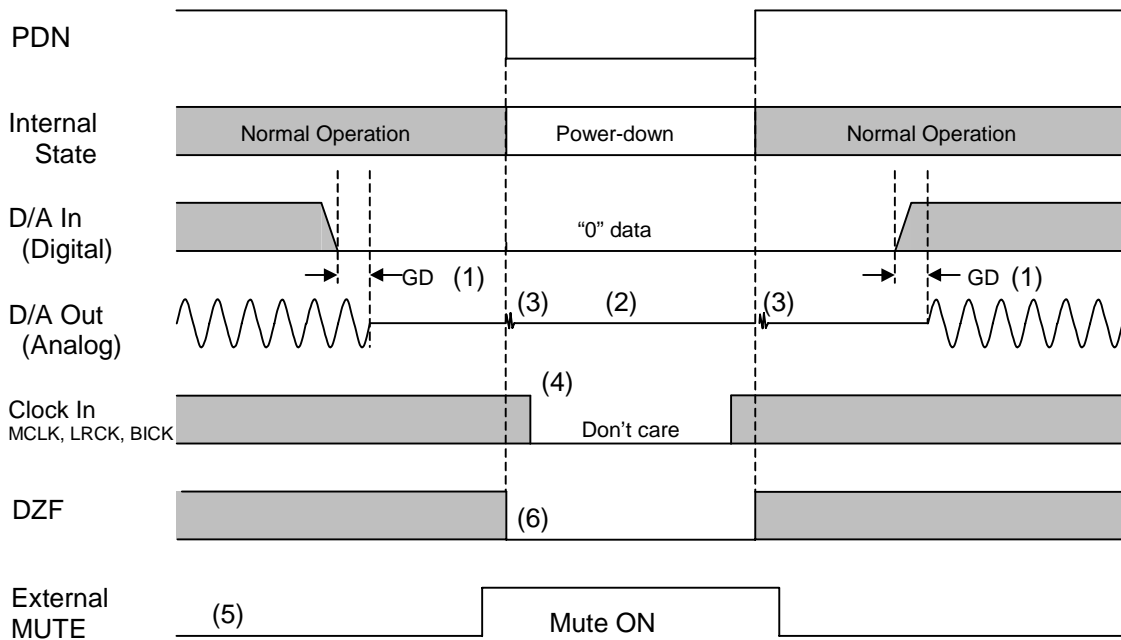 PDN
Internal
State
Normal Operation
Power-down
Normal Operation
D/A In
(Digital)
“0” data
GD (1)
GD (1)
D/A Out
(Analog)
(3)
(2)
(3)
Clock In
MCLK, LRCK, BICK
(4)
Don’t care
DZF
(6)
External
MUTE
(5)
Mute ON